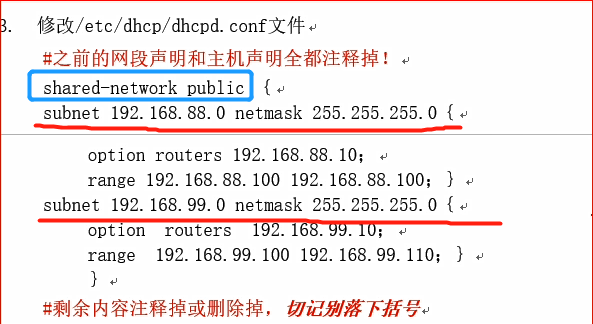 3. 修改/etc/dhcp/dhcpd.conf文件
#之前的网段声明和主机声明全都注释掉！
shared-network public {
subnet 192.168.88.0 netmask 255.255.255.0 {
option routers 192.168.88.10;
range 192.168.88.100 192.168.88.100; }
subnet 192.168.99.0 netmask 255.255.255.0 {
option routers 192.168.99.10;
range 192.168.99.100 192.168.99.110; }
}
#剩余内容注释掉或删除掉，切记别落下括号